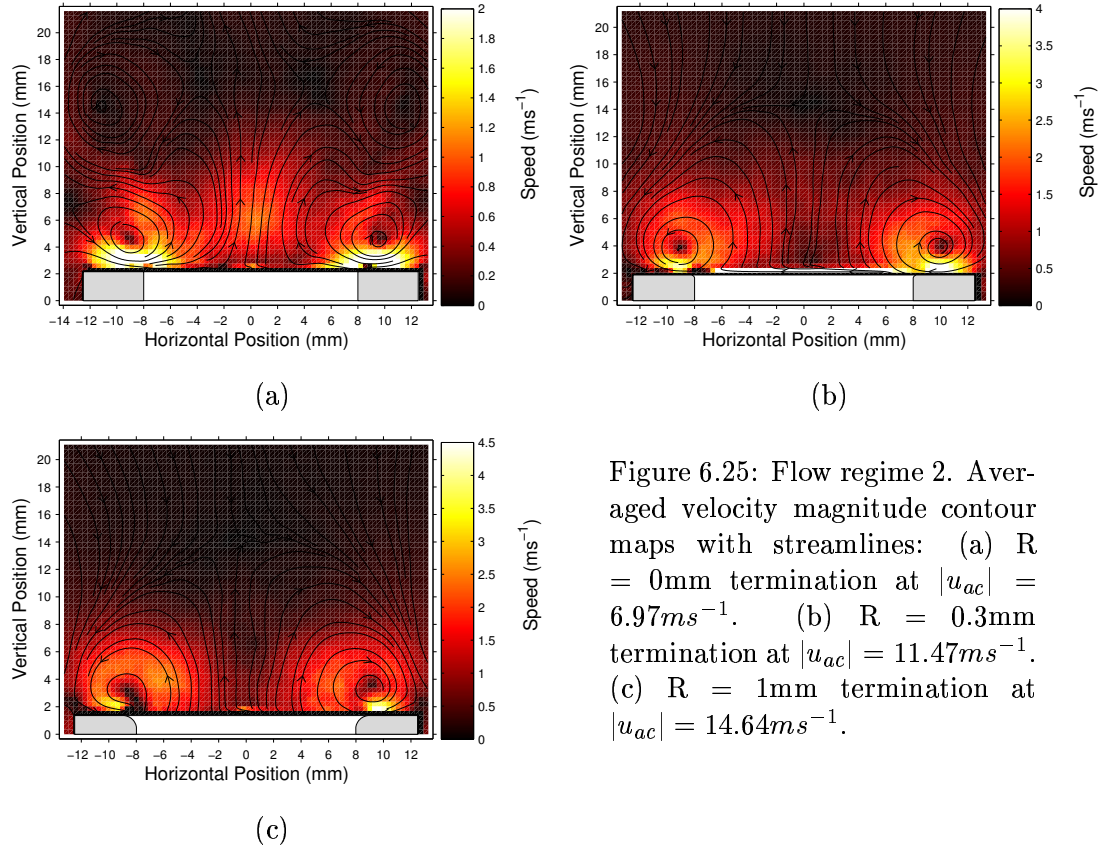 20
18
16
14
12
10
8
6
4
2
0
−14 −12 −10 −8 −6 −4 −2 0 2 4 6 8 10 12
Vertical Position (mm)
Horizontal Position (mm)
2
1.8
1.6
1.4
1.2
1
0.8
0.6
0.4
0.2
0
Speed (ms⁻¹)
(a)
20
18
16
14
12
10
8
6
4
2
0
−12 −10 −8 −6 −4 −2 0 2 4 6 8 10 12
Vertical Position (mm)
Horizontal Position (mm)
4
3.5
3
2.5
2
1.5
1
0.5
0
Speed (ms⁻¹)
(b)
20
18
16
14
12
10
8
6
4
2
0
−12 −10 −8 −6 −4 −2 0 2 4 6 8 10 12
Vertical Position (mm)
Horizontal Position (mm)
4.5
4
3.5
3
2.5
2
1.5
1
0.5
0
Speed (ms⁻¹)
(c)
Figure 6.25: Flow regime 2. Aver-
aged velocity magnitude contour
maps with streamlines: (a) R
= 0mm termination at |u_ac| =
6.97ms⁻¹. (b) R = 0.3mm
termination at |u_ac| = 11.47ms⁻¹.
(c) R = 1mm termination at
|u_ac| = 14.64ms⁻¹.